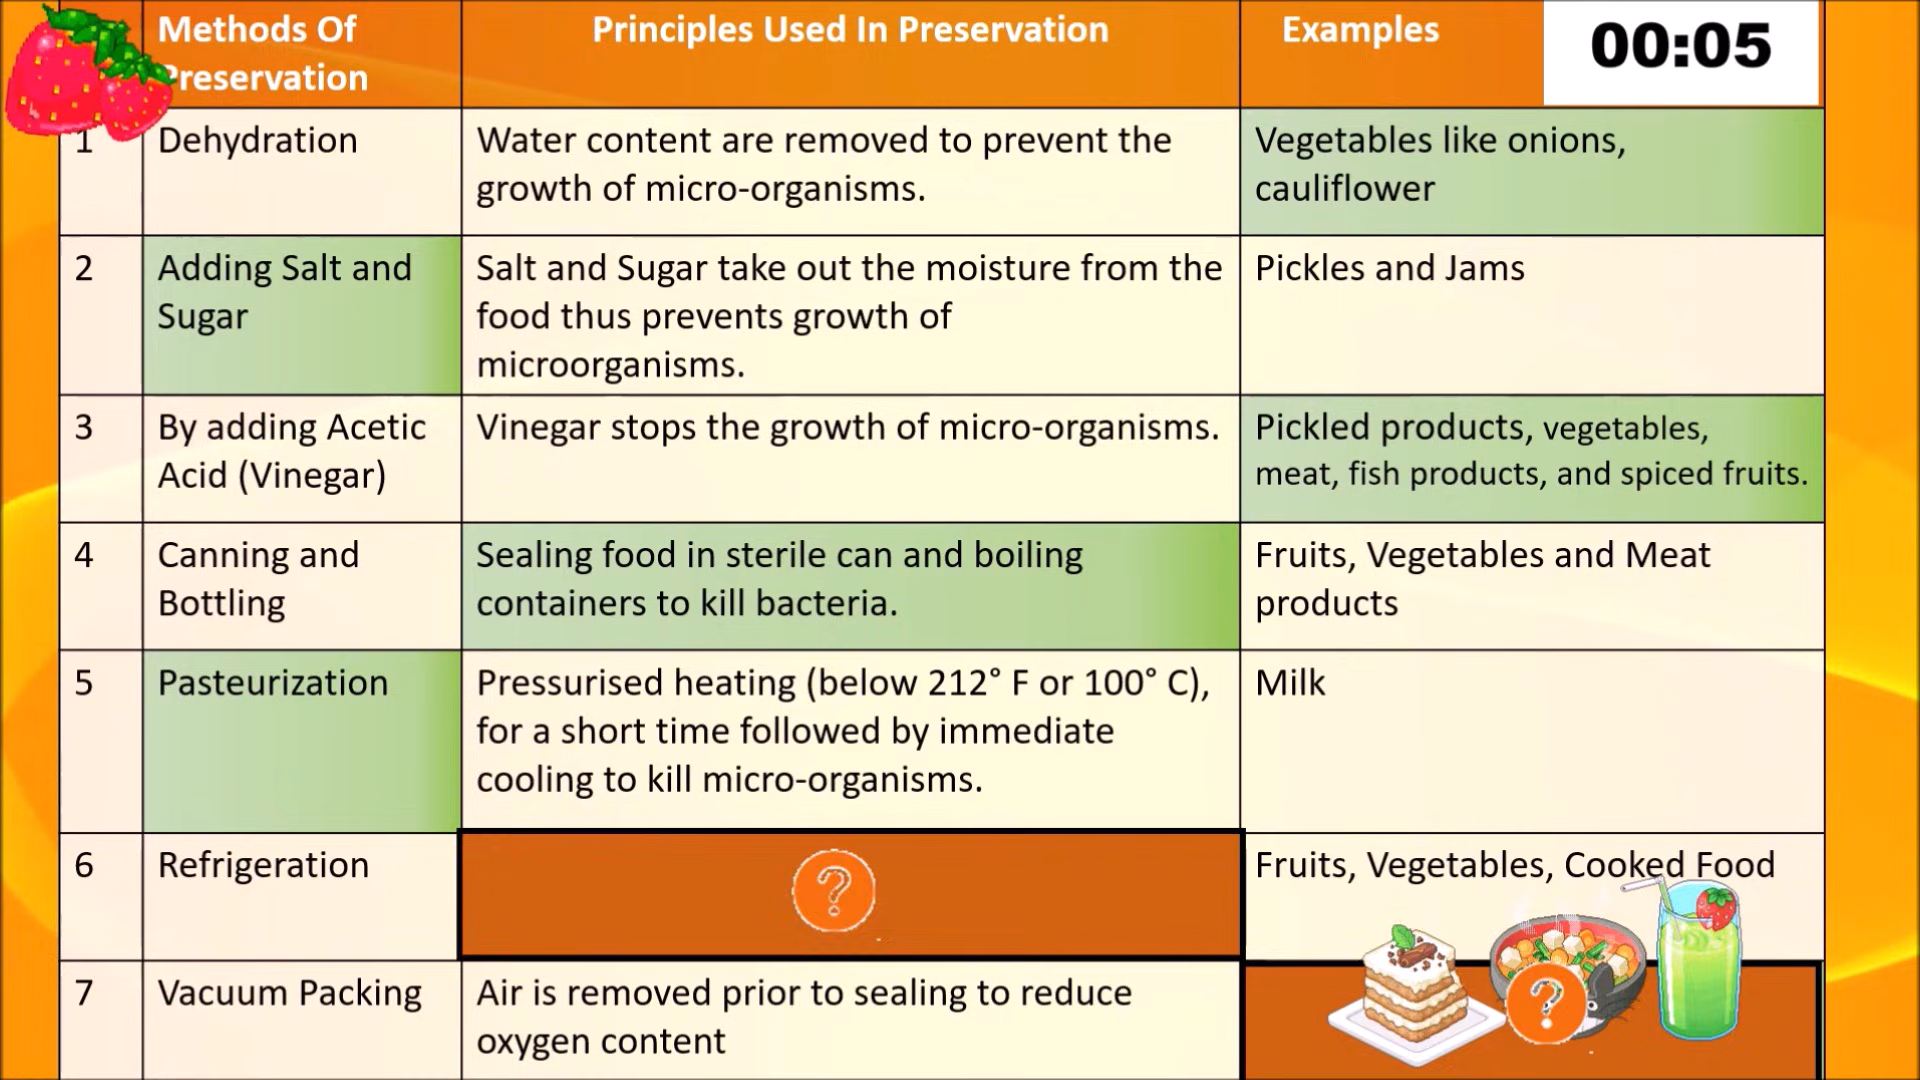 Methods Of
Preservation
Principles Used In Preservation
Examples
00:05
1
Dehydration
Water content are removed to prevent the
growth of micro-organisms.
Vegetables like onions,
cauliflower
2
Adding Salt and
Sugar
Salt and Sugar take out the moisture from the
food thus prevents growth of
microorganisms.
Pickles and Jams
3
By adding Acetic
Acid (Vinegar)
Vinegar stops the growth of micro-organisms.
Pickled products, vegetables,
meat, fish products, and spiced fruits.
4
Canning and
Bottling
Sealing food in sterile can and boiling
containers to kill bacteria.
Fruits, Vegetables and Meat
products
5
Pasteurization
Pressurised heating (below 212° F or 100° C),
for a short time followed by immediate
cooling to kill micro-organisms.
Milk
6
Refrigeration
?
Fruits, Vegetables, Cooked Food
7
Vacuum Packing
Air is removed prior to sealing to reduce
oxygen content
?